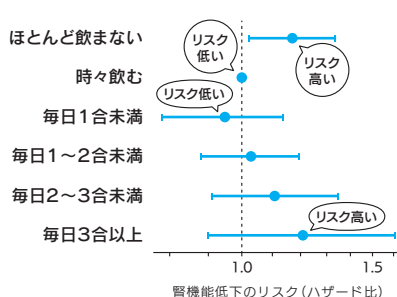 ほとんど飲まない
リスク
低い
リスク
高い
時々飲む
リスク低い
毎日1合未満
毎日1～2合未満
毎日2～3合未満
リスク高い
毎日3合以上
1.0
1.5
腎機能低下のリスク（ハザード比）